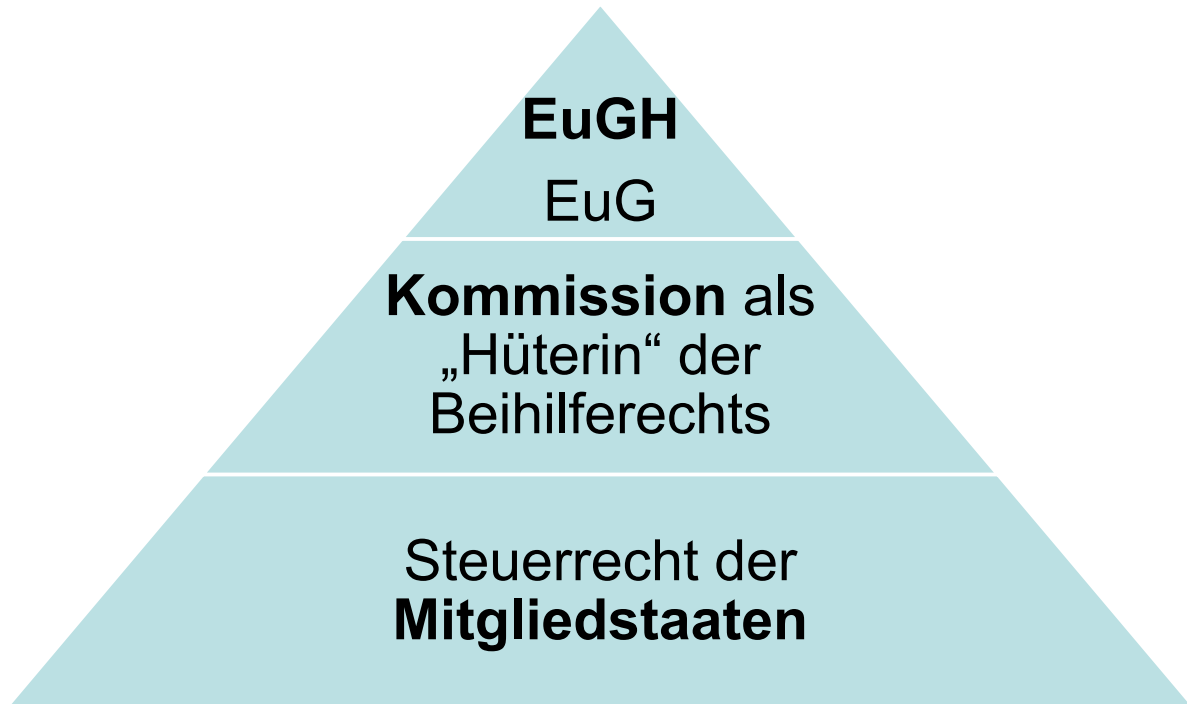 EuGH
EuG
Kommission als
„Hüterin“ der
Beihilferechts
Steuerrecht der
Mitgliedstaaten